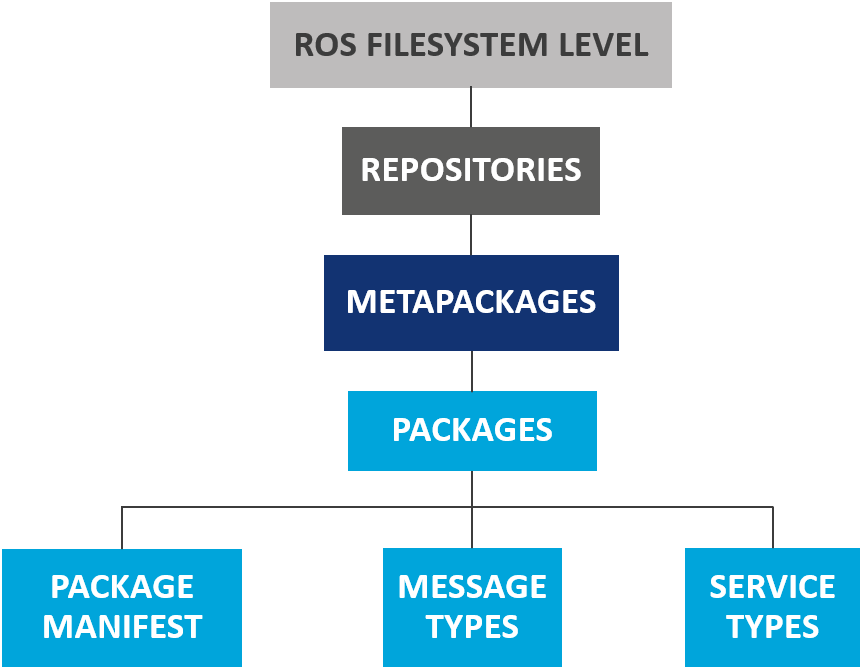 ROS FILESYSTEM LEVEL
REPOSITORIES
METAPACKAGES
PACKAGES
PACKAGE
MANIFEST
MESSAGE
TYPES
SERVICE
TYPES